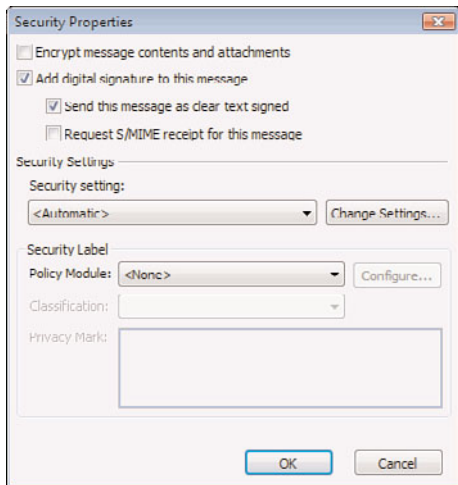 Security Properties
Encrypt message contents and attachments
Add digital signature to this message
Send this message as clear text signed
Request S/MIME receipt for this message
Security Settings
Security setting:
<Automatic>
Change Settings...
Security Label
Policy Module:
<None>
Configure...
Classification:
Privacy Mark:
OK
Cancel